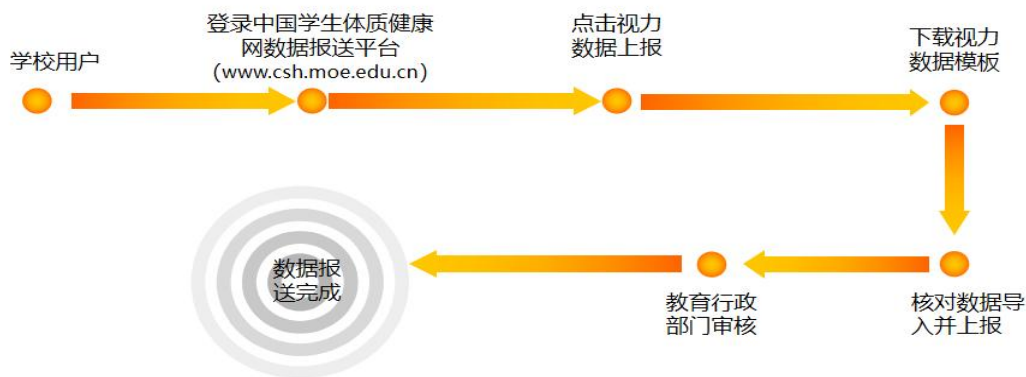 学校用户
登录中国学生体质健康
网数据报送平台
(www.csh.moe.edu.cn)
点击视力
数据上报
下载视力
数据模板
核对数据导
入并上报
教育行政
部门审核
数据报
送完成